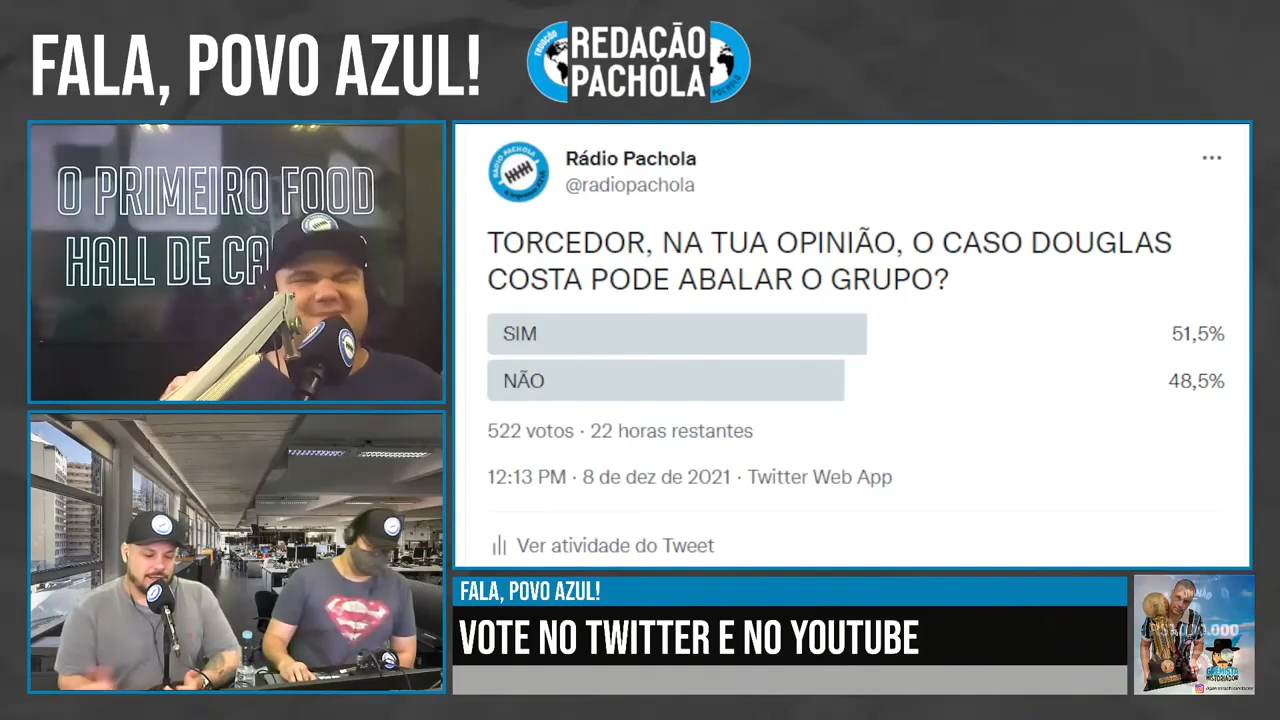 FALA, POVO AZUL!
REDAÇÃO
PACHOLA
O PRIMEIRO FOOD
HALL DE CA
Rádio Pachola
@radiopachola
TORCEDOR, NA TUA OPINIÃO, O CASO DOUGLAS
COSTA PODE ABALAR O GRUPO?
SIM 51,5%
NÃO 48,5%
522 votos · 22 horas restantes
12:13 PM · 8 de dez de 2021 · Twitter Web App
Ver atividade do Tweet
FALA, POVO AZUL!
VOTE NO TWITTER E NO YOUTUBE
GREMISTA
HISTORIADOR